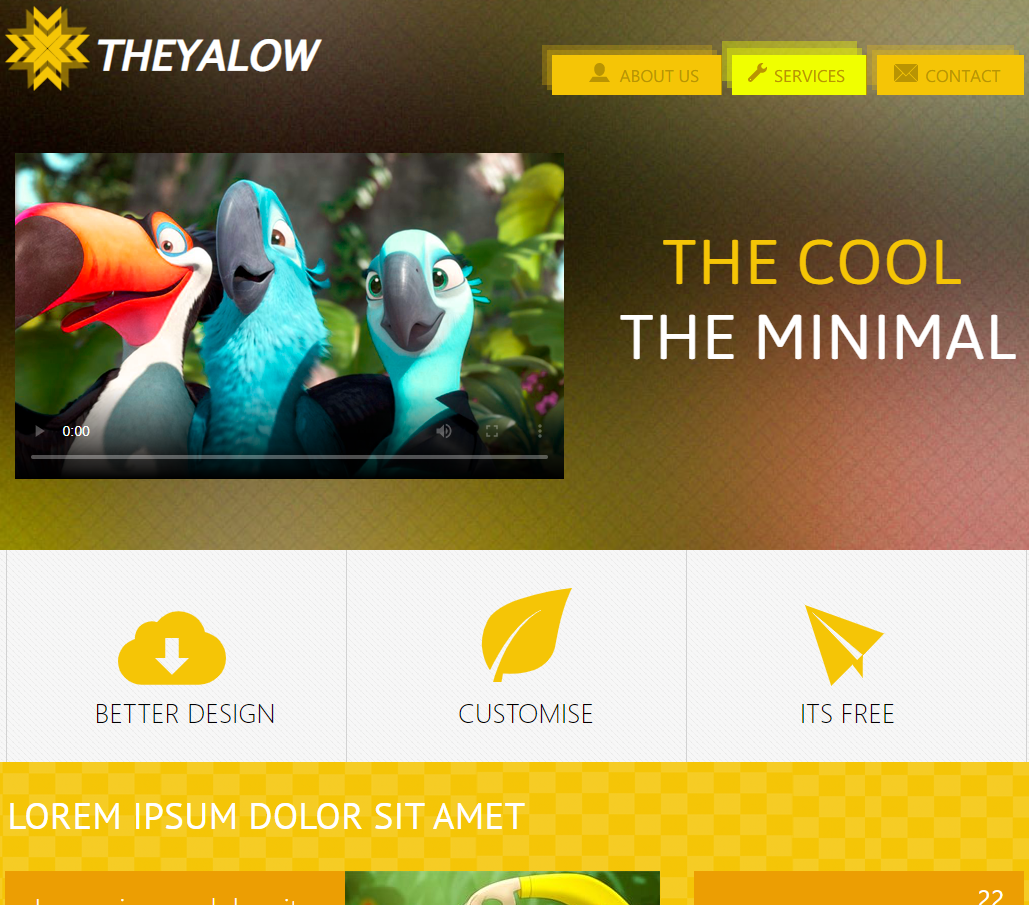 THEYALOW
ABOUT US
SERVICES
CONTACT
THE COOL
THE MINIMAL
0:00
BETTER DESIGN
CUSTOMISE
ITS FREE
LOREM IPSUM DOLOR SIT AMET
22